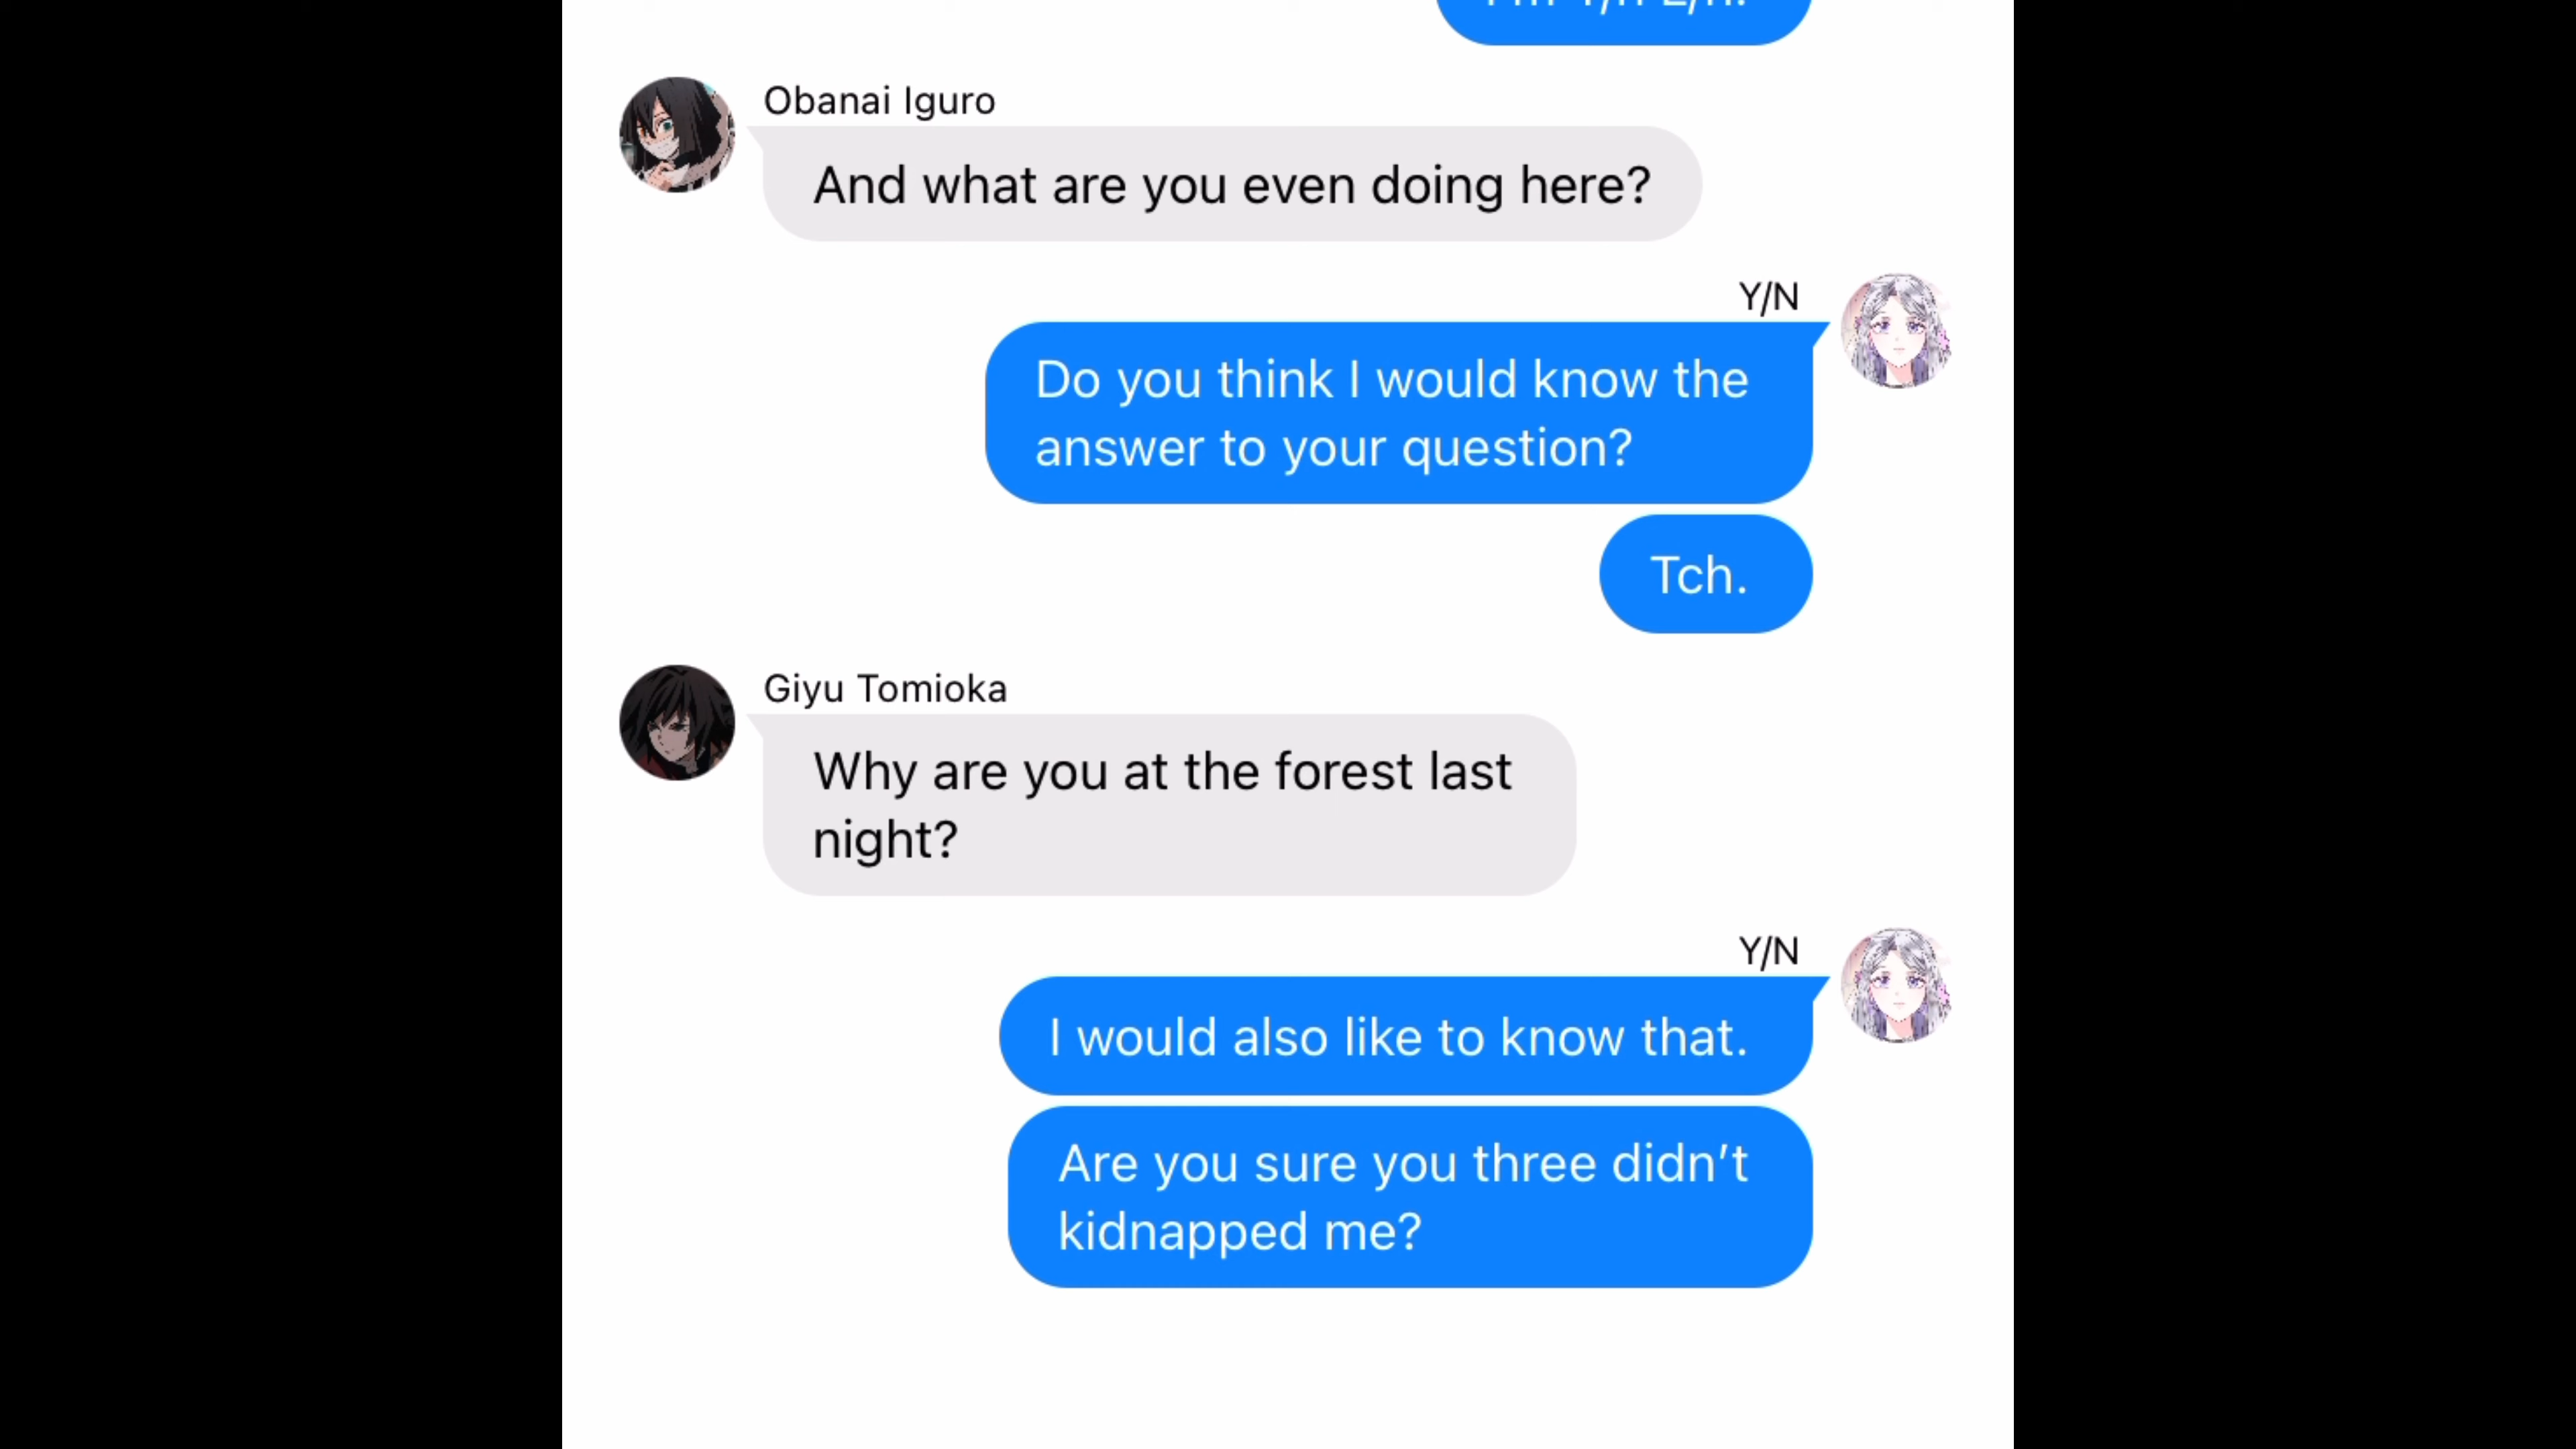 Obanai Iguro
And what are you even doing here?
Y/N
Do you think I would know the
answer to your question?
Tch.
Giyu Tomioka
Why are you at the forest last
night?
Y/N
I would also like to know that.
Are you sure you three didn’t
kidnapped me?